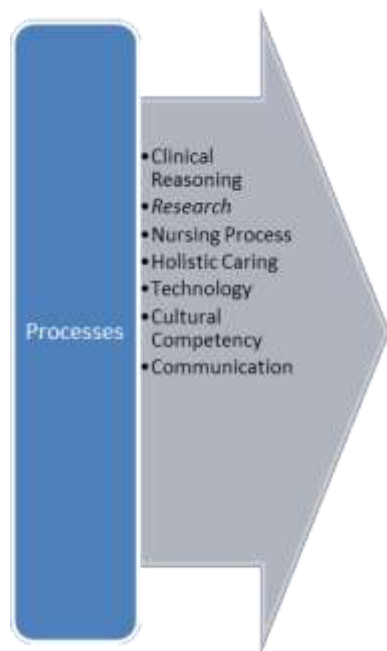 Processes
•Clinical
Reasoning
•Research
•Nursing Process
•Holistic Caring
•Technology
•Cultural
Competency
•Communication